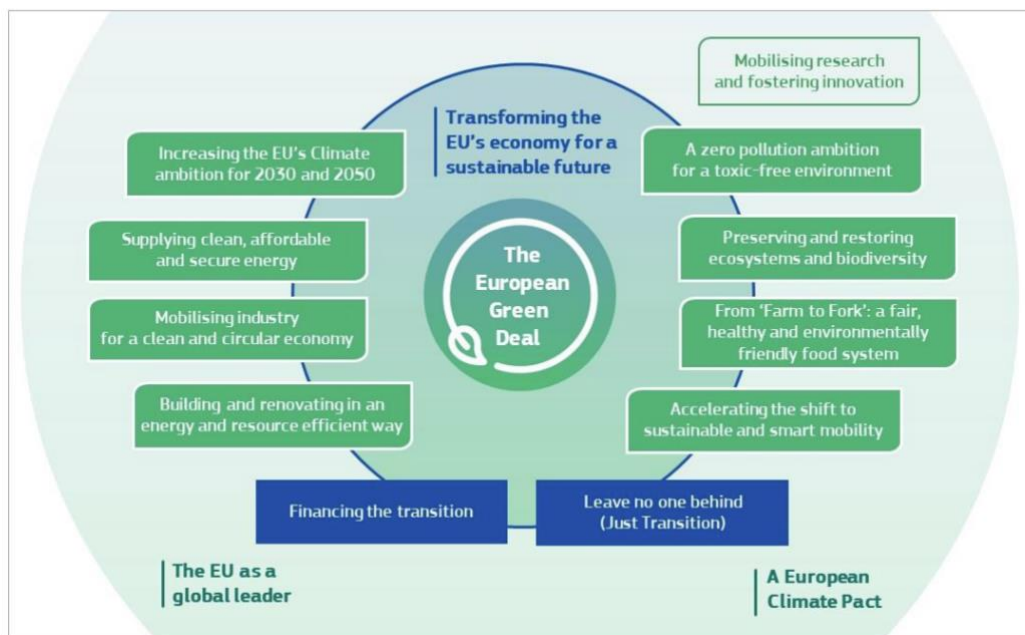 Mobilising research
and fostering innovation
Transforming the
EU's economy for a
sustainable future
Increasing the EU's Climate
ambition for 2030 and 2050
A zero pollution ambition
for a toxic-free environment
Supplying clean, affordable
and secure energy
Preserving and restoring
ecosystems and biodiversity
The
European
Green
Deal
Mobilising industry
for a clean and circular economy
From ‘Farm to Fork’: a fair,
healthy and environmentally
friendly food system
Building and renovating in an
energy and resource efficient way
Accelerating the shift to
sustainable and smart mobility
Financing the transition
Leave no one behind
(Just Transition)
The EU as a
global leader
A European
Climate Pact